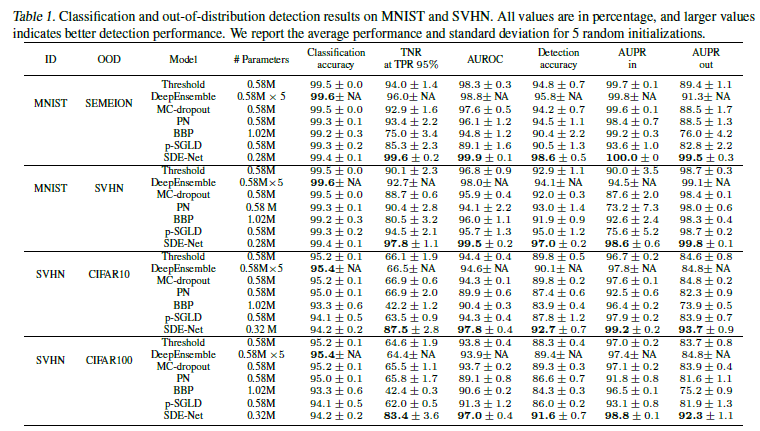 Table 1. Classification and out-of-distribution detection results on MNIST and SVHN. All values are in percentage, and larger values
indicates better detection performance. We report the average performance and standard deviation for 5 random initializations.
ID OOD Model # Parameters Classification accuracy TNR at TPR 95% AUROC Detection accuracy AUPR in AUPR out
MNIST SEMEION Threshold 0.58M 99.5 ± 0.0 94.0 ± 1.4 98.3 ± 0.3 94.8 ± 0.7 99.7 ± 0.1 89.4 ± 1.1
DeepEnsemble 0.58M × 5 99.6± NA 96.0± NA 98.8± NA 95.8± NA 99.8± NA 91.3± NA
MC-dropout 0.58M 99.5 ± 0.0 92.9 ± 1.6 97.6 ± 0.5 94.2 ± 0.7 99.6 ± 0.1 88.5 ± 1.7
PN 0.58M 99.3 ± 0.1 93.4 ± 2.2 96.1 ± 1.2 94.5 ± 1.1 98.4 ± 0.7 88.5 ± 1.3
BBP 1.02M 99.2 ± 0.3 75.0 ± 3.4 94.8 ± 1.2 90.4 ± 2.2 99.2 ± 0.3 76.0 ± 4.2
p-SGLD 0.58M 99.3 ± 0.2 85.3 ± 2.3 89.1 ± 1.6 90.5 ± 1.3 93.6 ± 1.0 82.8 ± 2.2
SDE-Net 0.28M 99.4 ± 0.1 99.6 ± 0.2 99.9 ± 0.1 98.6 ± 0.5 100.0 ± 0 99.5 ± 0.3
MNIST SVHN Threshold 0.58M 99.5 ± 0.0 90.1 ± 2.3 96.8 ± 0.9 92.9 ± 1.1 90.0 ± 3.5 98.7 ± 0.3
DeepEnsemble 0.58M×5 99.6± NA 92.7± NA 98.0± NA 94.1± NA 94.5± NA 99.1± NA
MC-dropout 0.58M 99.5 ± 0.0 88.7 ± 0.6 95.9 ± 0.4 92.0 ± 0.3 87.6 ± 2.0 98.4 ± 0.1
PN 0.58 M 99.3 ± 0.1 90.4 ± 2.8 94.1 ± 2.2 93.0 ± 1.4 73.2 ± 7.3 98.0 ± 0.6
BBP 1.02M 99.2 ± 0.3 80.5 ± 3.2 96.0 ± 1.1 91.9 ± 0.9 92.6 ± 2.4 98.3 ± 0.4
p-SGLD 0.58M 99.3 ± 0.2 94.5 ± 2.1 95.7 ± 1.3 95.0 ± 1.2 75.6 ± 5.2 98.7 ± 0.2
SDE-Net 0.28M 99.4 ± 0.1 97.8 ± 1.1 99.5 ± 0.2 97.0 ± 0.2 98.6 ± 0.6 99.8 ± 0.1
SVHN CIFAR10 Threshold 0.58M 95.2 ± 0.1 66.1 ± 1.9 94.4 ± 0.4 89.8 ± 0.5 96.7 ± 0.2 84.6 ± 0.8
DeepEnsemble 0.58M×5 95.4± NA 66.5± NA 94.6± NA 90.1± NA 97.8± NA 84.8± NA
MC-dropout 0.58M 95.2 ± 0.1 66.9 ± 0.6 94.3 ± 0.1 89.8 ± 0.2 97.6 ± 0.1 84.8 ± 0.2
PN 0.58M 95.0 ± 0.1 66.9 ± 2.0 89.9 ± 0.6 87.4 ± 0.6 92.5 ± 0.6 82.3 ± 0.9
BBP 1.02M 93.3 ± 0.6 42.2 ± 1.2 90.4 ± 0.3 83.9 ± 0.4 96.4 ± 0.2 73.9 ± 0.5
p-SGLD 0.58M 94.1 ± 0.5 63.5 ± 0.9 94.3 ± 0.4 87.8 ± 1.2 97.9 ± 0.2 83.9 ± 0.7
SDE-Net 0.32 M 94.2 ± 0.2 87.5 ± 2.8 97.8 ± 0.4 92.7 ± 0.7 99.2 ± 0.2 93.7 ± 0.9
SVHN CIFAR100 Threshold 0.58M 95.2 ± 0.1 64.6 ± 1.9 93.8 ± 0.4 88.3 ± 0.4 97.0 ± 0.2 83.7 ± 0.8
DeepEnsemble 0.58M ×5 95.4± NA 64.4± NA 93.9± NA 89.4± NA 97.4± NA 84.8± NA
MC-dropout 0.58M 95.2 ± 0.1 65.5 ± 1.1 93.7 ± 0.2 89.3 ± 0.3 97.1 ± 0.2 83.9 ± 0.4
PN 0.58M 95.0 ± 0.1 65.8 ± 1.7 89.1 ± 0.8 86.6 ± 0.7 91.8 ± 0.8 81.6 ± 1.1
BBP 1.02M 93.3 ± 0.6 42.4 ± 0.3 90.6 ± 0.2 84.3 ± 0.3 96.5 ± 0.1 75.2 ± 0.9
p-SGLD 0.58M 94.1 ± 0.5 62.0 ± 0.5 91.3 ± 1.2 86.0 ± 0.2 93.1 ± 0.8 81.9 ± 1.3
SDE-Net 0.32M 94.2 ± 0.2 83.4 ± 3.6 97.0 ± 0.4 91.6 ± 0.7 98.8 ± 0.1 92.3 ± 1.1